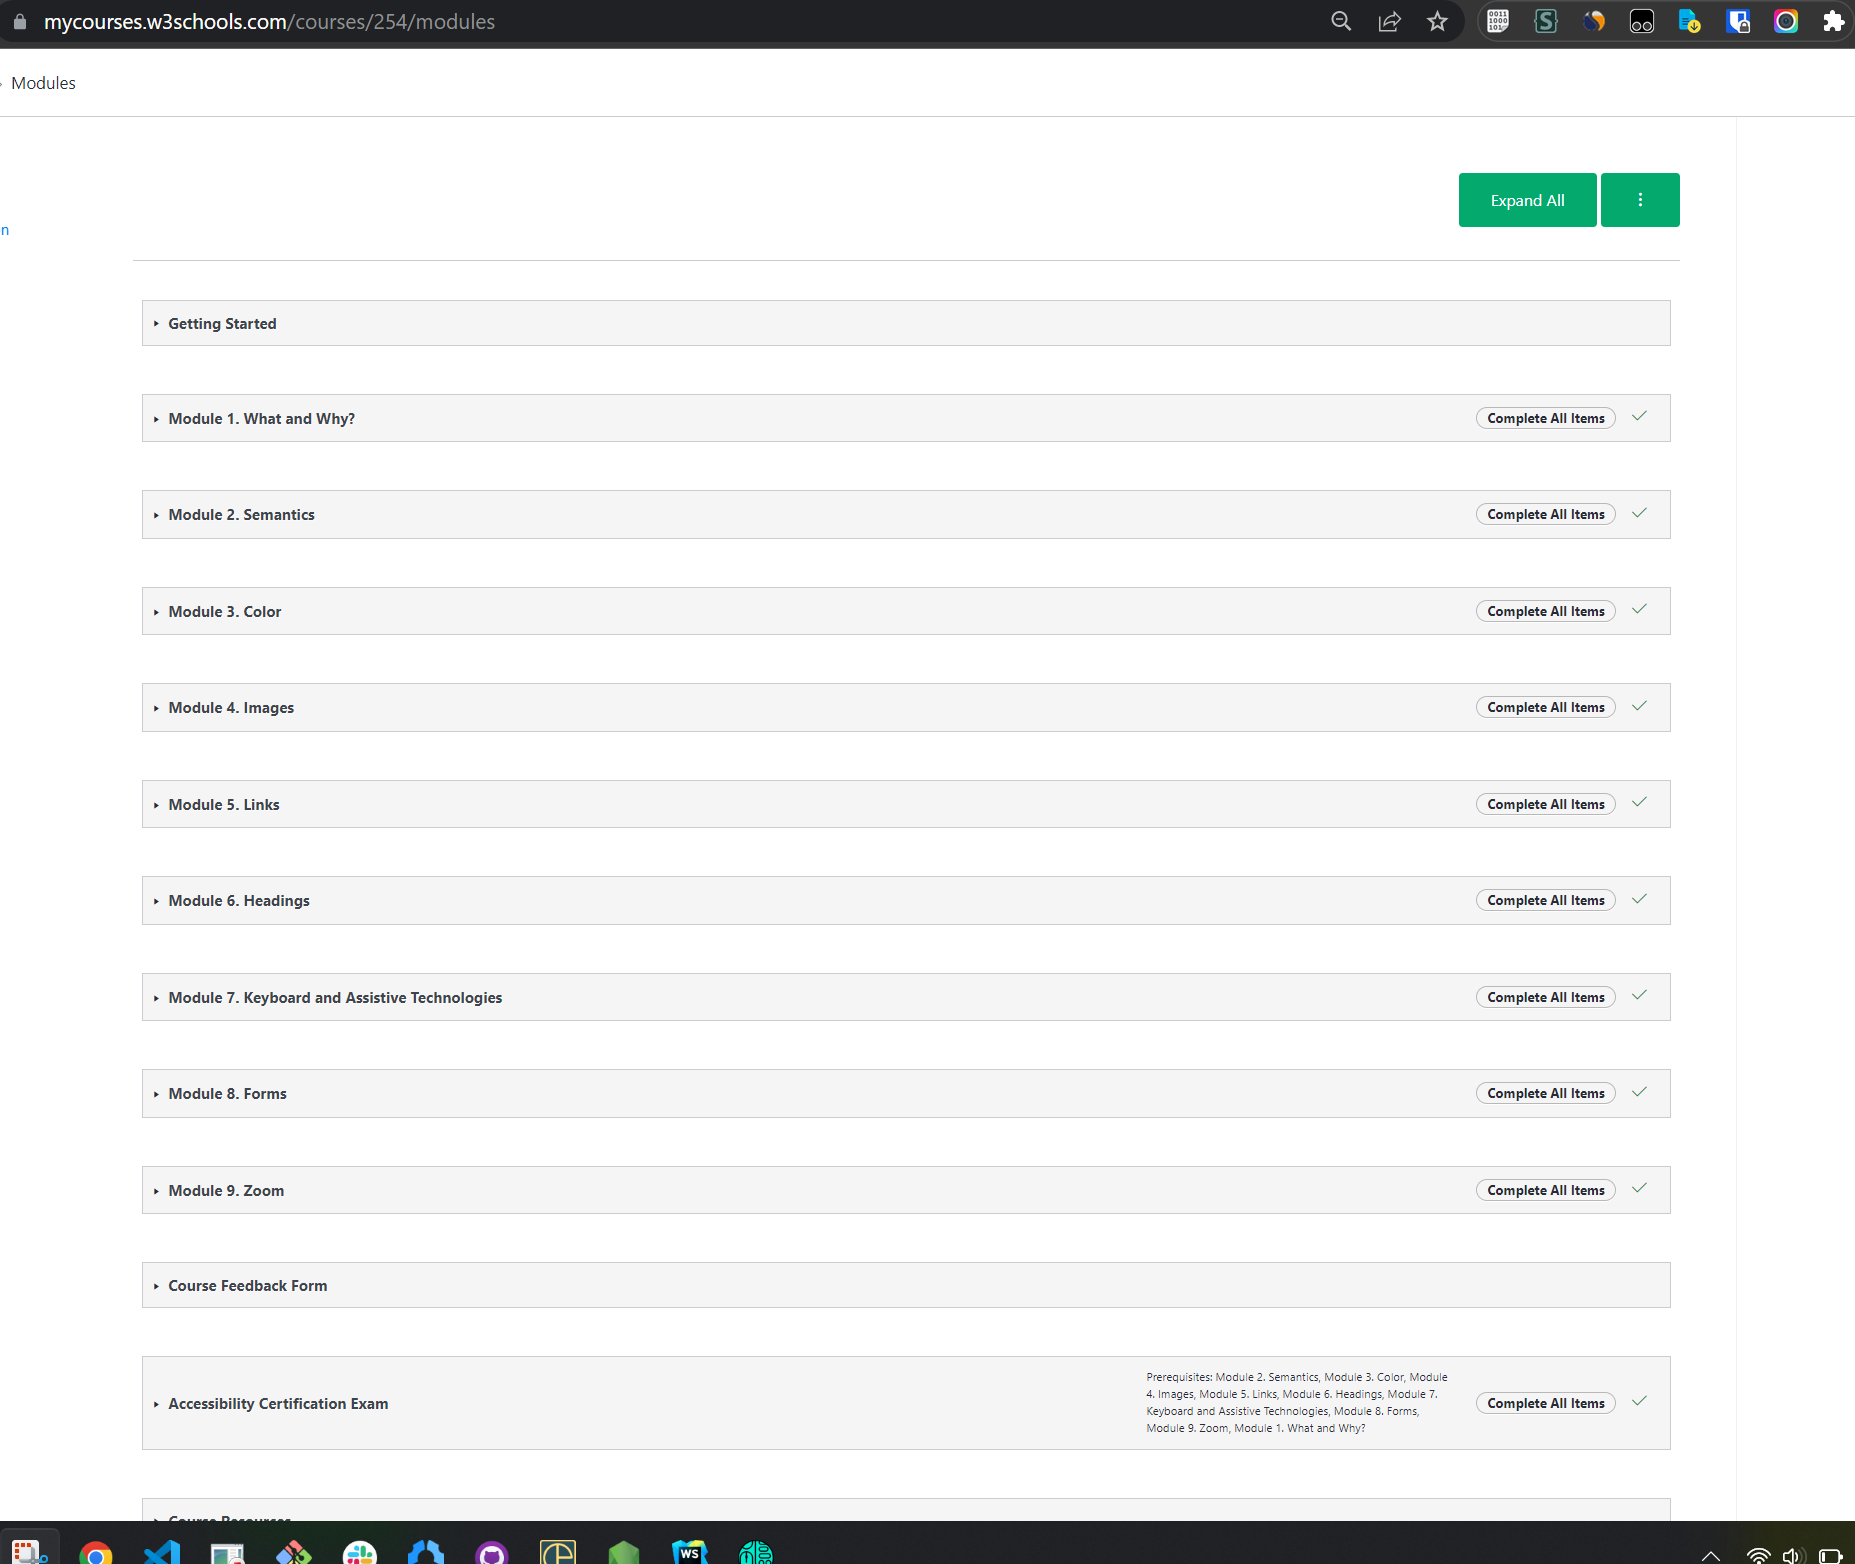 mycourses.w3schools.com/courses/254/modules
Modules
Expand All
n
Getting Started
Module 1. What and Why?
Complete All Items
Module 2. Semantics
Complete All Items
Module 3. Color
Complete All Items
Module 4. Images
Complete All Items
Module 5. Links
Complete All Items
Module 6. Headings
Complete All Items
Module 7. Keyboard and Assistive Technologies
Complete All Items
Module 8. Forms
Complete All Items
Module 9. Zoom
Complete All Items
Course Feedback Form
Accessibility Certification Exam
Prerequisites: Module 2. Semantics, Module 3. Color, Module
4. Images, Module 5. Links, Module 6. Headings, Module 7.
Keyboard and Assistive Technologies, Module 8. Forms,
Module 9. Zoom, Module 1. What and Why?
Complete All Items
Course Resources
WS